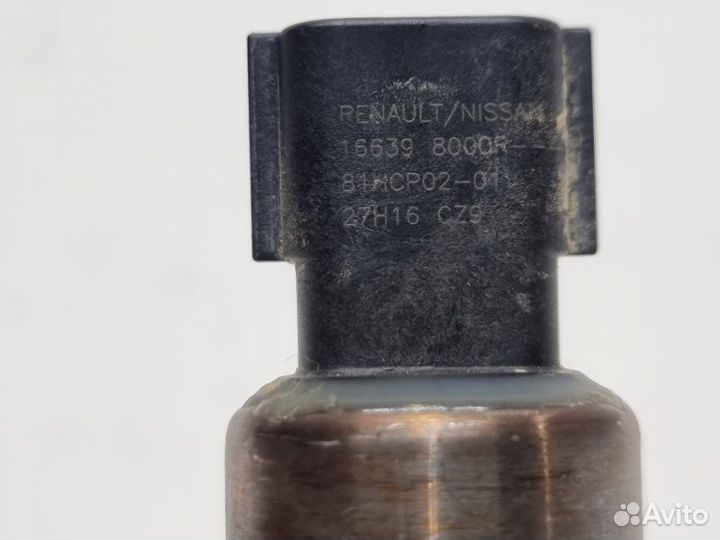 RENAULT/NISSAN
16639 8000R---
81HCP02-01
27H16 CZ9
Avito